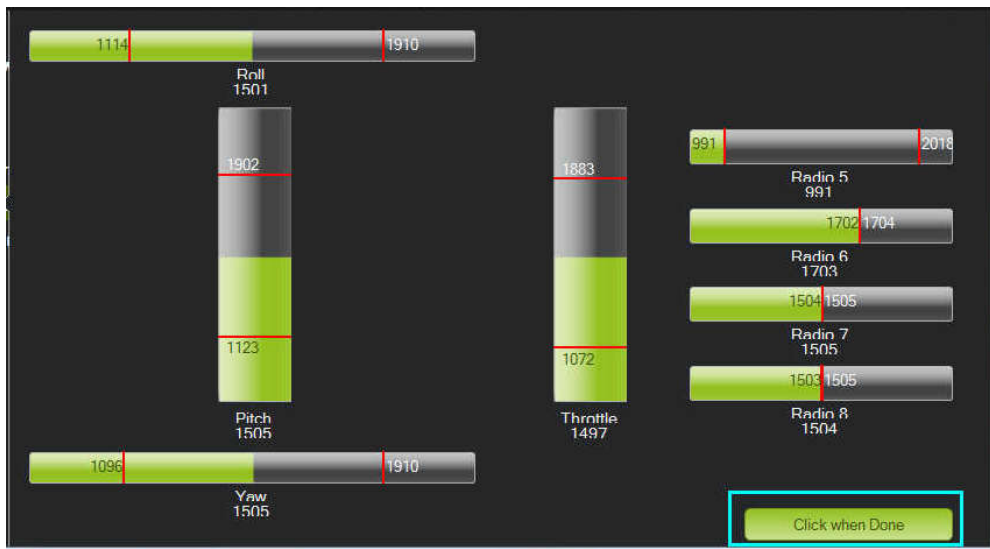 1114
1910
Roll
1501
1902
1123
Pitch
1505
1883
1072
Throttle
1497
991
2018
Radio 5
991
1702 1704
Radio 6
1703
1504 1505
Radio 7
1505
1503 1505
Radio 8
1504
1096
1910
Yaw
1505
Click when Done